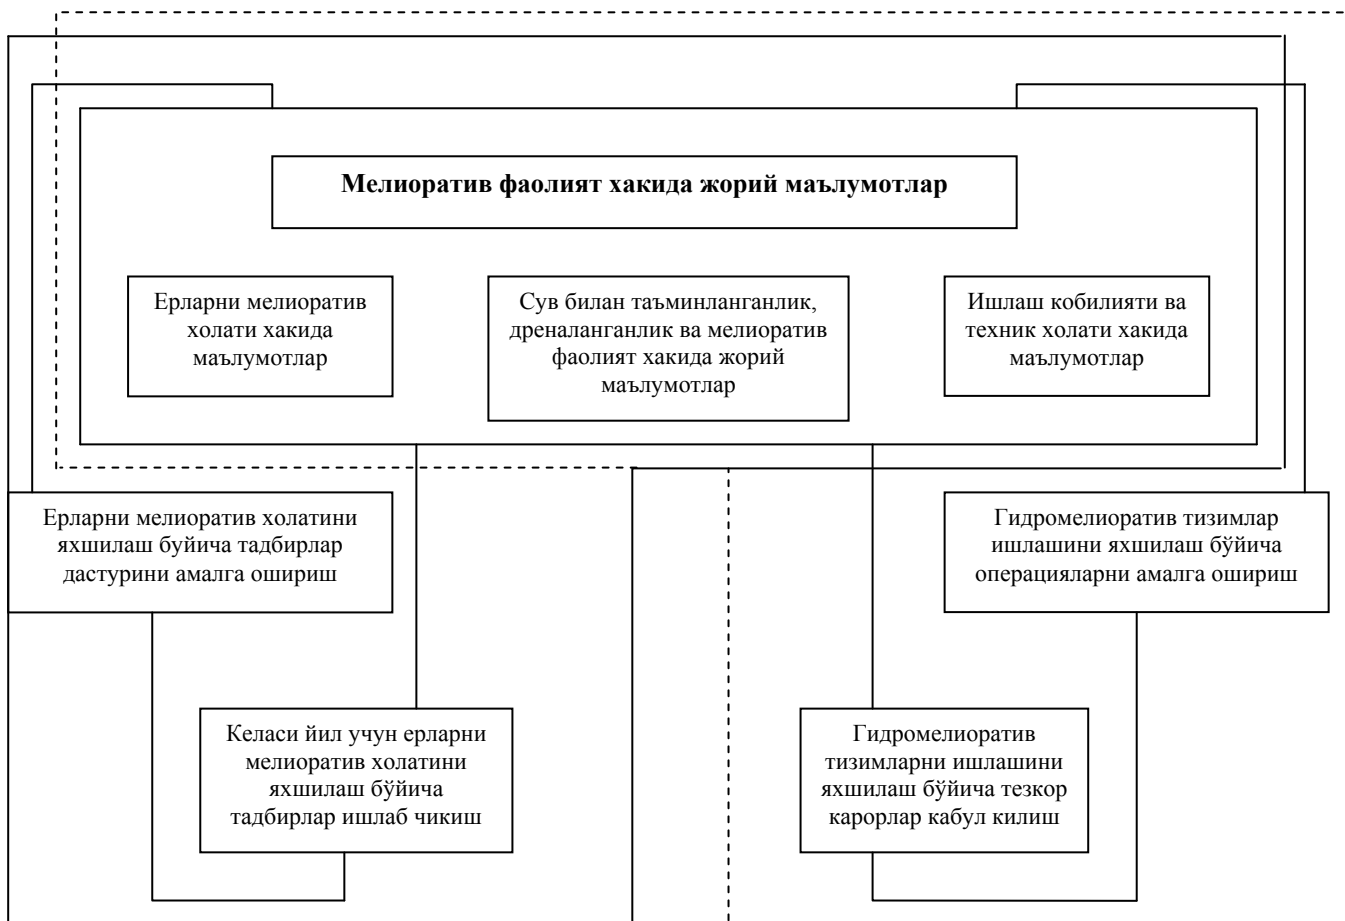 Мелиоратив фаолият хакида жорий маълумотлар
Ерларни мелиоратив
холати хакида
маълумотлар
Сув билан таъминланганлик,
дреналанганлик ва мелиоратив
фаолият хакида жорий
маълумотлар
Ишлаш кобилияти ва
техник холати хакида
маълумотлар
Ерларни мелиоратив холатини
яхшилаш буйича тадбирлар
дастурини амалга ошириш
Гидромелиоратив тизимлар
ишлашини яхшилаш бўйича
операцияларни амалга ошириш
Келаси йил учун ерларни
мелиоратив холатини
яхшилаш бўйича
тадбирлар ишлаб чикиш
Гидромелиоратив
тизимларни ишлашини
яхшилаш бўйича тезкор
карорлар кабул килиш